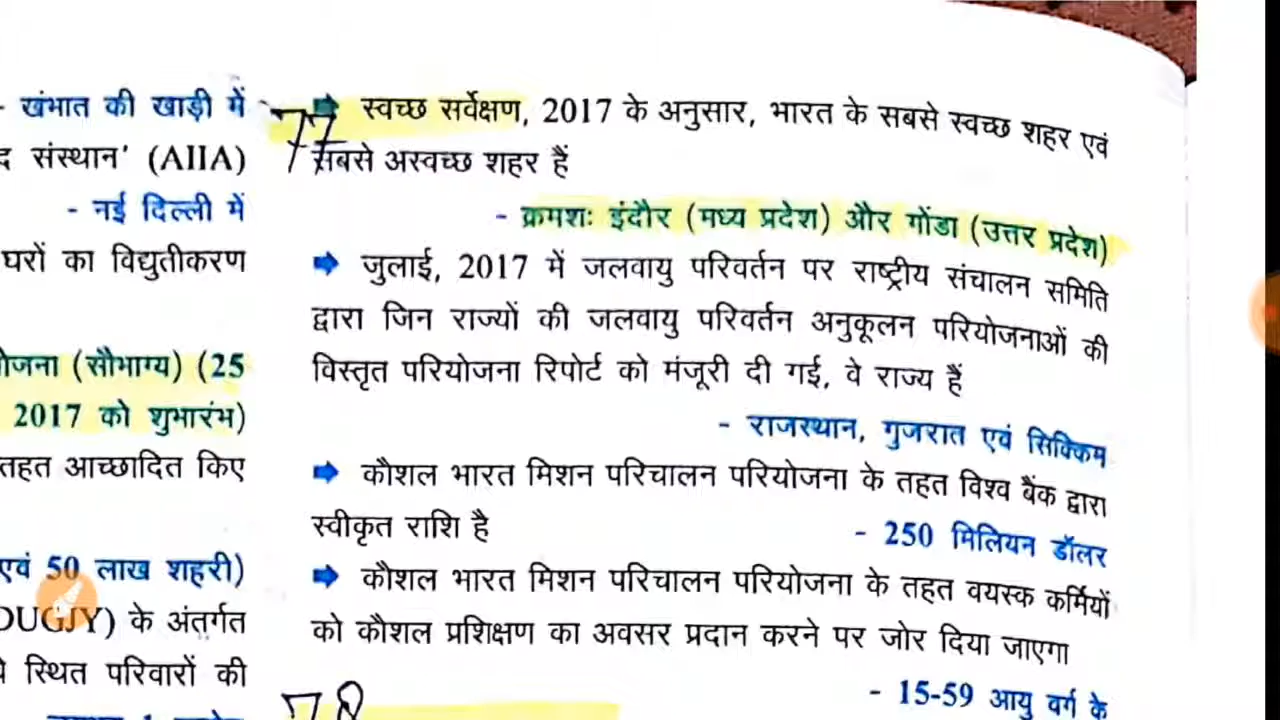 - खंभात की खाड़ी में
संस्थान' (AIIA)
- नई दिल्ली में
घरों का विद्युतीकरण
(सौभाग्य) (25
2017 को शुभारंभ)
तहत आच्छादित किए
एवं 50 लाख शहरी)
के अंतर्गत
स्थित परिवारों की
77
➡ स्वच्छ सर्वेक्षण, 2017 के अनुसार, भारत के सबसे स्वच्छ शहर एवं
सबसे अस्वच्छ शहर हैं
- क्रमशः इंदौर (मध्य प्रदेश) और गोंडा (उत्तर प्रदेश)
➡ जुलाई, 2017 में जलवायु परिवर्तन पर राष्ट्रीय संचालन समिति
द्वारा जिन राज्यों की जलवायु परिवर्तन अनुकूलन परियोजनाओं की
विस्तृत परियोजना रिपोर्ट को मंजूरी दी गई, वे राज्य हैं
- राजस्थान, गुजरात एवं सिक्किम
➡ कौशल भारत मिशन परिचालन परियोजना के तहत विश्व बैंक द्वारा
स्वीकृत राशि है - 250 मिलियन डॉलर
➡ कौशल भारत मिशन परिचालन परियोजना के तहत वयस्क कर्मियों
को कौशल प्रशिक्षण का अवसर प्रदान करने पर जोर दिया जाएगा
- 15-59 आयु वर्ग के
78